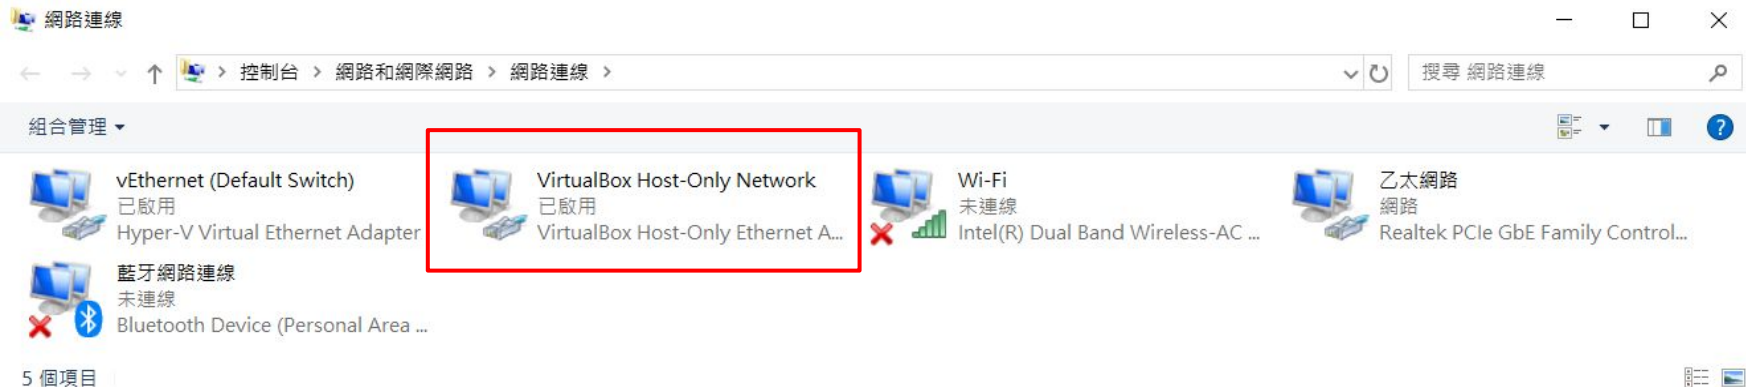 網路連線
控制台 > 網路和網際網路 > 網路連線 >
搜尋 網路連線
組合管理
?
vEthernet (Default Switch)
已啟用
Hyper-V Virtual Ethernet Adapter
VirtualBox Host-Only Network
已啟用
VirtualBox Host-Only Ethernet A...
Wi-Fi
未連線
Intel(R) Dual Band Wireless-AC ...
乙太網路
網路
Realtek PCIe GbE Family Control...
藍牙網路連線
未連線
Bluetooth Device (Personal Area ...
5 個項目